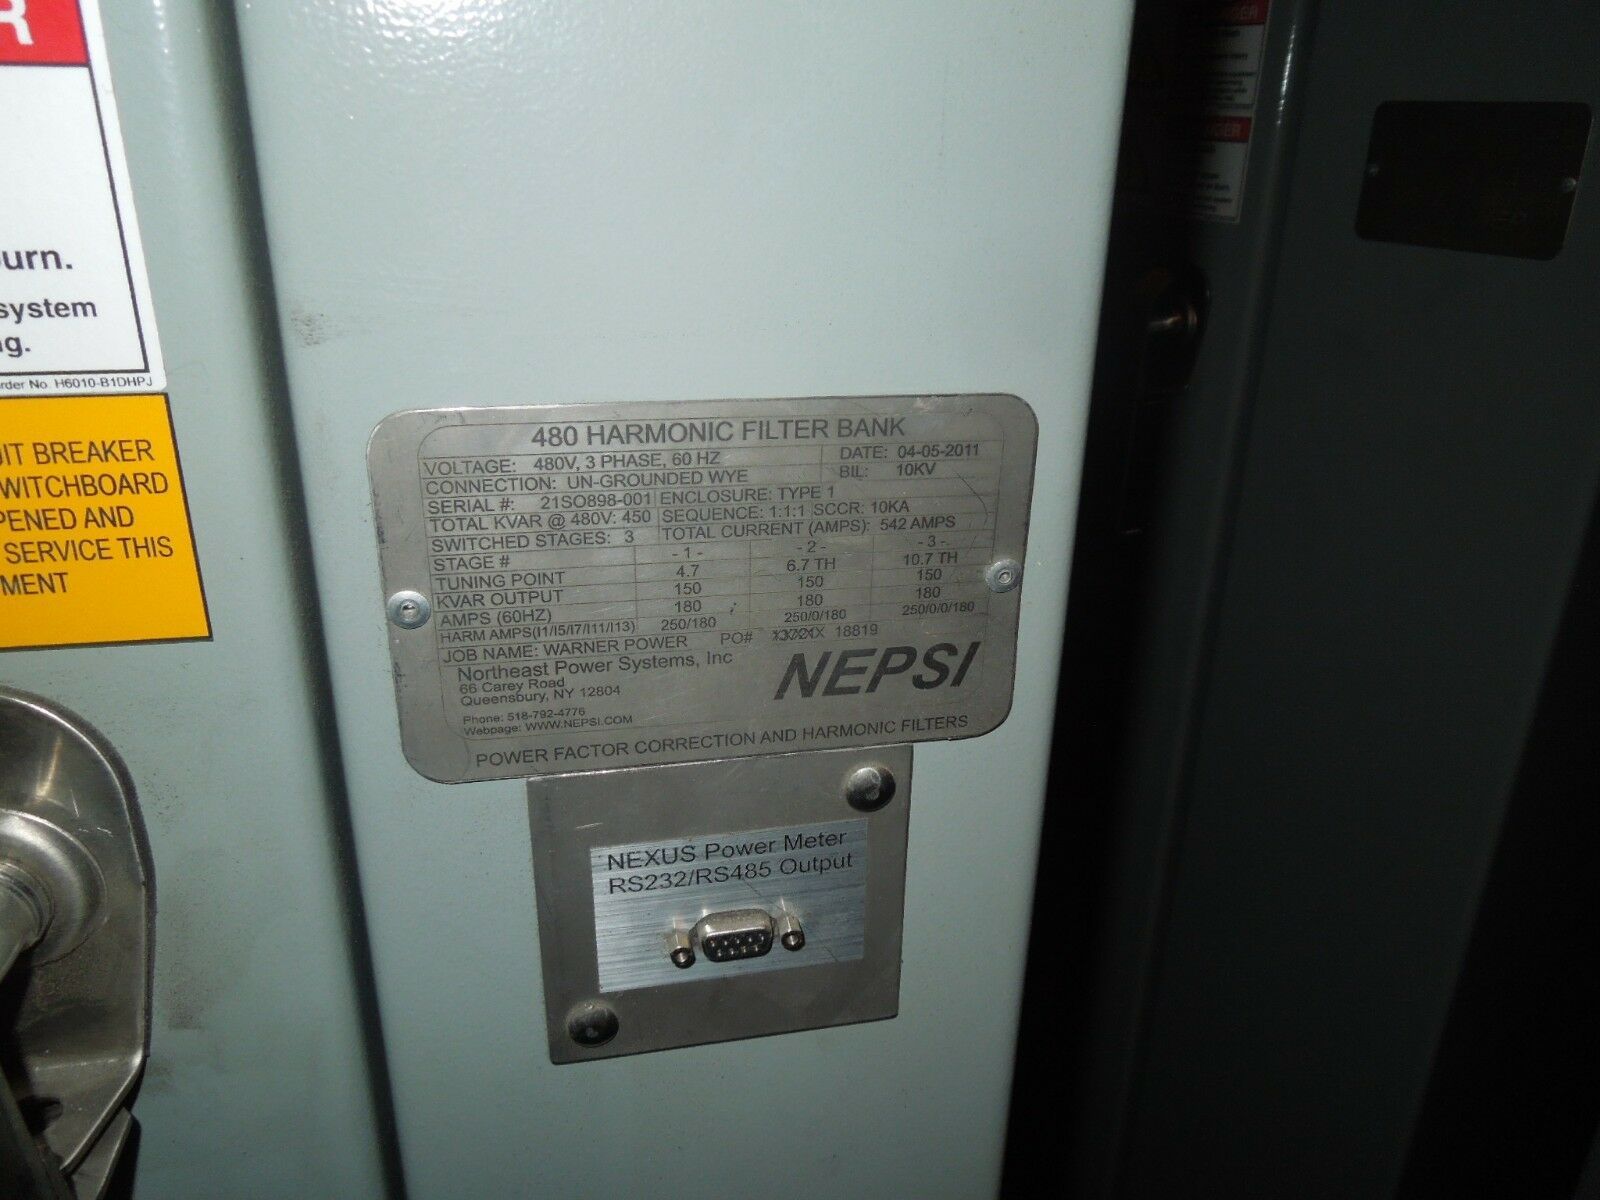 R
burn.
system
ng.
Order No. H6010-B1DHPJ
BREAKER
SWITCHBOARD
AND
SERVICE THIS
480 HARMONIC FILTER BANK
VOLTAGE: 480V, 3 PHASE, 60 HZ DATE: 04-05-2011
CONNECTION: UN-GROUNDED WYE BIL: 10KV
SERIAL #: 21SO898-001 ENCLOSURE: TYPE 1
TOTAL KVAR @ 480V: 450 SEQUENCE: 1:1:1 SCCR: 10KA
SWITCHED STAGES: 3 TOTAL CURRENT (AMPS): 542 AMPS
STAGE # - 1 - - 2 - - 3 -
TUNING POINT 4.7 6.7 TH 10.7 TH
KVAR OUTPUT 150 150 150
AMPS (60HZ) 180 180 180
HARM AMPS(I1/I5/I7/I11/I13) 250/180 250/0/180 250/0/0/180
JOB NAME: WARNER POWER PO# 18819
Northeast Power Systems, Inc
66 Carey Road
Queensbury, NY 12804
NEPSI
Phone: 518-792-4776
Webpage: WWW.NEPSI.COM
POWER FACTOR CORRECTION AND HARMONIC FILTERS
NEXUS Power Meter
RS232/RS485 Output